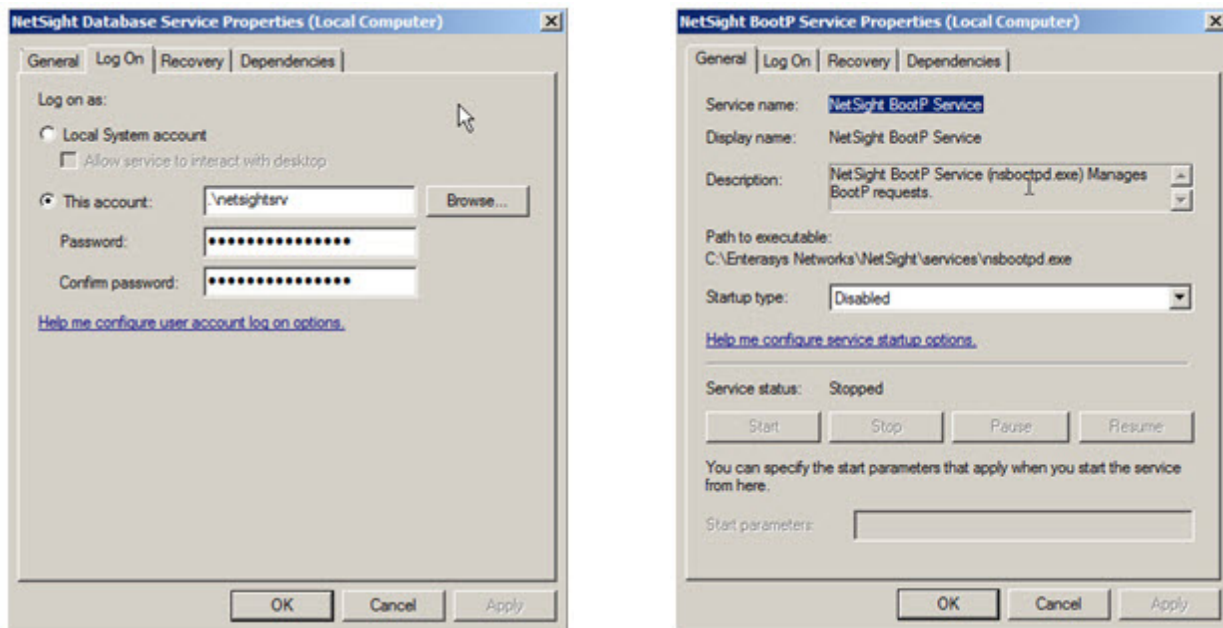 NetSight Database Service Properties (Local Computer)
General Log On Recovery Dependencies
Log on as:
Local System account
Allow service to interact with desktop
This account: .\netsightsrv Browse...
Password: •••••••••••••••
Confirm password: •••••••••••••••
Help me configure user account log on options.
OK Cancel Apply
NetSight BootP Service Properties (Local Computer)
General Log On Recovery Dependencies
Service name: NetSight BootP Service
Display name: NetSight BootP Service
Description: NetSight BootP Service (nsbootpd.exe) Manages
BootP requests.
Path to executable:
C:\Enterasys Networks\NetSight\services\nsbootpd.exe
Startup type: Disabled
Help me configure service startup options.
Service status: Stopped
Start Stop Pause Resume
You can specify the start parameters that apply when you start the service
from here.
Start parameters:
OK Cancel Apply